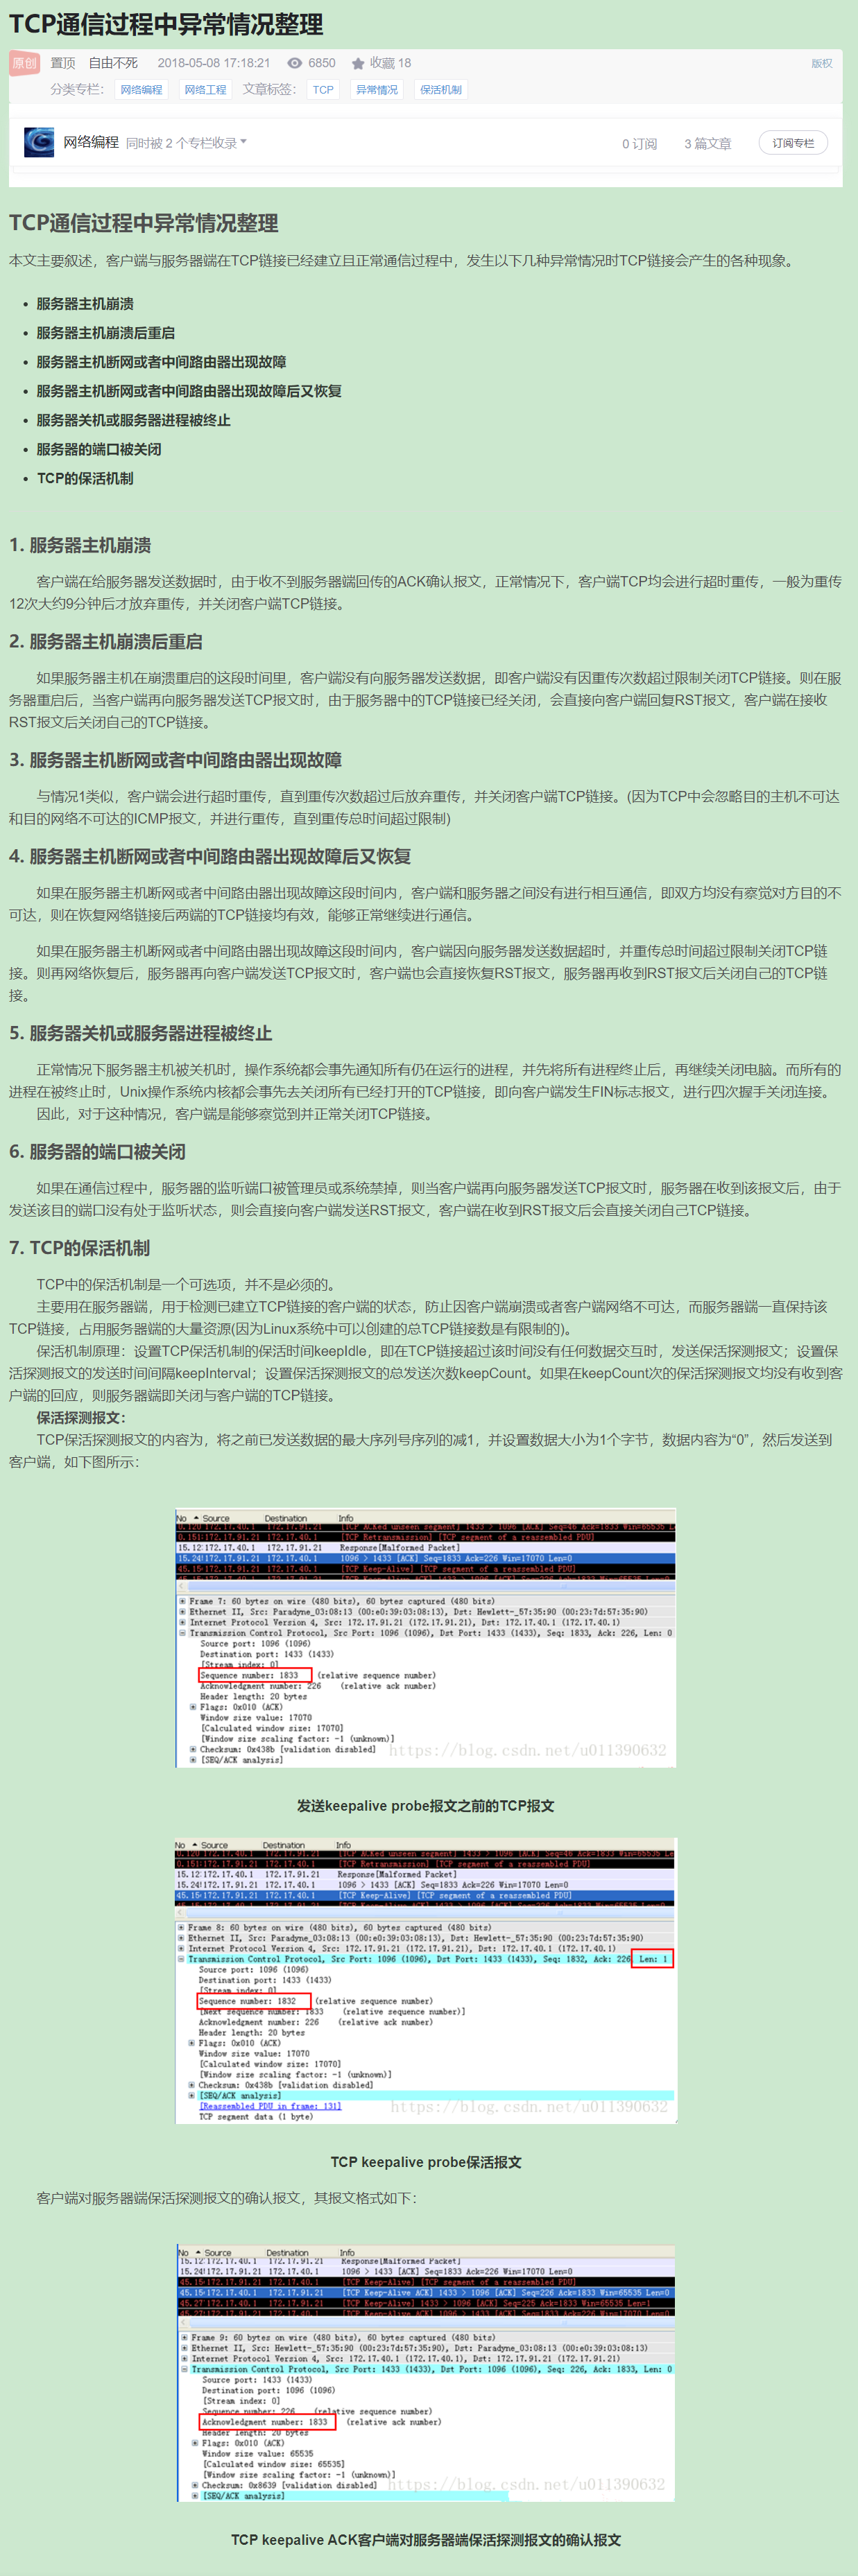 TCP通信过程中异常情况整理
原创 置顶 自由不死 2018-05-08 17:18:21 6850 收藏 18 版权
分类专栏： 网络编程 网络工程 文章标签： TCP 异常情况 保活机制
网络编程 同时被 2 个专栏收录 0 订阅 3 篇文章 订阅专栏
TCP通信过程中异常情况整理
本文主要叙述，客户端与服务器端在TCP链接已经建立且正常通信过程中，发生以下几种异常情况时TCP链接会产生的各种现象。
• 服务器主机崩溃
• 服务器主机崩溃后重启
• 服务器主机断网或者中间路由器出现故障
• 服务器主机断网或者中间路由器出现故障后又恢复
• 服务器关机或服务器进程被终止
• 服务器的端口被关闭
• TCP的保活机制
1. 服务器主机崩溃
客户端在给服务器发送数据时，由于收不到服务器端回传的ACK确认报文，正常情况下，客户端TCP均会进行超时重传，一般为重传
12次大约9分钟后才放弃重传，并关闭客户端TCP链接。
2. 服务器主机崩溃后重启
如果服务器主机在崩溃重启的这段时间里，客户端没有向服务器发送数据，即客户端没有因重传次数超过限制关闭TCP链接。则在服
务器重启后，当客户端再向服务器发送TCP报文时，由于服务器中的TCP链接已经关闭，会直接向客户端回复RST报文，客户端在接收
RST报文后关闭自己的TCP链接。
3. 服务器主机断网或者中间路由器出现故障
与情况1类似，客户端会进行超时重传，直到重传次数超过后放弃重传，并关闭客户端TCP链接。(因为TCP中会忽略目的主机不可达
和目的网络不可达的ICMP报文，并进行重传，直到重传总时间超过限制)
4. 服务器主机断网或者中间路由器出现故障后又恢复
如果在服务器主机断网或者中间路由器出现故障这段时间内，客户端和服务器之间没有进行相互通信，即双方均没有察觉对方目的不
可达，则在恢复网络链接后两端的TCP链接均有效，能够正常继续进行通信。
如果在服务器主机断网或者中间路由器出现故障这段时间内，客户端因向服务器发送数据超时，并重传总时间超过限制关闭TCP链
接。则再网络恢复后，服务器再向客户端发送TCP报文时，客户端也会直接恢复RST报文，服务器再收到RST报文后关闭自己的TCP链
接。
5. 服务器关机或服务器进程被终止
正常情况下服务器主机被关机时，操作系统都会事先通知所有仍在运行的进程，并先将所有进程终止后，再继续关闭电脑。而所有的
进程在被终止时，Unix操作系统内核都会事先去关闭所有已经打开的TCP链接，即向客户端发生FIN标志报文，进行四次握手关闭连接。
因此，对于这种情况，客户端是能够察觉到并正常关闭TCP链接。
6. 服务器的端口被关闭
如果在通信过程中，服务器的监听端口被管理员或系统禁掉，则当客户端再向服务器发送TCP报文时，服务器在收到该报文后，由于
发送该目的端口没有处于监听状态，则会直接向客户端发送RST报文，客户端在收到RST报文后会直接关闭自己TCP链接。
7. TCP的保活机制
TCP中的保活机制是一个可选项，并不是必须的。
主要用在服务器端，用于检测已建立TCP链接的客户端的状态，防止因客户端崩溃或者客户端网络不可达，而服务器端一直保持该
TCP链接，占用服务器端的大量资源(因为Linux系统中可以创建的总TCP链接数是有限制的)。
保活机制原理：设置TCP保活机制的保活时间keepIdle，即在TCP链接超过该时间没有任何数据交互时，发送保活探测报文；设置保
活探测报文的发送时间间隔keepInterval；设置保活探测报文的总发送次数keepCount。如果在keepCount次的保活探测报文均没有收到客
户端的回应，则服务器端即关闭与客户端的TCP链接。
保活探测报文：
TCP保活探测报文的内容为，将之前已发送数据的最大序列号序列的减1，并设置数据大小为1个字节，数据内容为“0”，然后发送到
客户端，如下图所示：
No Source Destination Info
0.120 172.17.40.1 172.17.91.21 [TCP ACKed unseen segment] 1433 > 1096 [ACK] Seq=46 Ack=1833 Win=65535 L
0.151 172.17.91.21 172.17.40.1 [TCP Retransmission] [TCP segment of a reassembled PDU]
15.12 172.17.40.1 172.17.91.21 Response[Malformed Packet]
15.24 172.17.91.21 172.17.40.1 1096 > 1433 [ACK] Seq=1833 Ack=226 Win=17070 Len=0
45.15 172.17.91.21 172.17.40.1 [TCP Keep-Alive] [TCP segment of a reassembled PDU]
Frame 7: 60 bytes on wire (480 bits), 60 bytes captured (480 bits)
Ethernet II, Src: Paradyne_03:08:13 (00:e0:39:03:08:13), Dst: Hewlett-_57:35:90 (00:23:7d:57:35:90)
Internet Protocol Version 4, Src: 172.17.91.21 (172.17.91.21), Dst: 172.17.40.1 (172.17.40.1)
Transmission Control Protocol, Src Port: 1096 (1096), Dst Port: 1433 (1433), Seq: 1833, Ack: 226, Len: 0
Source port: 1096 (1096)
Destination port: 1433 (1433)
[Stream index: 0]
Sequence number: 1833 (relative sequence number)
Acknowledgment number: 226 (relative ack number)
Header length: 20 bytes
Flags: 0x010 (ACK)
Window size value: 17070
[Calculated window size: 17070]
[Window size scaling factor: -1 (unknown)]
Checksum: 0x438b [validation disabled]
[SEQ/ACK analysis]
https://blog.csdn.net/u011390632
发送keepalive probe报文之前的TCP报文
No Source Destination Info
0.120 172.17.40.1 172.17.91.21 [TCP ACKed unseen segment] 1433 > 1096 [ACK] Seq=46 Ack=1833 Win=65535 Le
0.151 172.17.91.21 172.17.40.1 [TCP Retransmission] [TCP segment of a reassembled PDU]
15.12 172.17.40.1 172.17.91.21 Response[Malformed Packet]
15.24 172.17.91.21 172.17.40.1 1096 > 1433 [ACK] Seq=1833 Ack=226 Win=17070 Len=0
45.15 172.17.91.21 172.17.40.1 [TCP Keep-Alive] [TCP segment of a reassembled PDU]
Frame 8: 60 bytes on wire (480 bits), 60 bytes captured (480 bits)
Ethernet II, Src: Paradyne_03:08:13 (00:e0:39:03:08:13), Dst: Hewlett-_57:35:90 (00:23:7d:57:35:90)
Internet Protocol Version 4, Src: 172.17.91.21 (172.17.91.21), Dst: 172.17.40.1 (172.17.40.1)
Transmission Control Protocol, Src Port: 1096 (1096), Dst Port: 1433 (1433), Seq: 1832, Ack: 226 Len: 1
Source port: 1096 (1096)
Destination port: 1433 (1433)
[Stream index: 0]
Sequence number: 1832 (relative sequence number)
[Next sequence number: 1833 (relative sequence number)]
Acknowledgment number: 226 (relative ack number)
Header length: 20 bytes
Flags: 0x010 (ACK)
Window size value: 17070
[Calculated window size: 17070]
[Window size scaling factor: -1 (unknown)]
Checksum: 0x438b [validation disabled]
[SEQ/ACK analysis]
[Reassembled PDU in frame: 131]
TCP segment data (1 byte)
https://blog.csdn.net/u011390632
TCP keepalive probe保活报文
客户端对服务器端保活探测报文的确认报文，其报文格式如下：
No Source Destination Info
15.12 172.17.40.1 172.17.91.21 Response[Malformed Packet]
15.24 172.17.91.21 172.17.40.1 1096 > 1433 [ACK] Seq=1833 Ack=226 Win=17070 Len=0
45.15 172.17.91.21 172.17.40.1 [TCP Keep-Alive] [TCP segment of a reassembled PDU]
45.15 172.17.40.1 172.17.91.21 [TCP Keep-Alive ACK] 1433 > 1096 [ACK] Seq=226 Ack=1833 Win=65535 Len=0
45.27 172.17.40.1 172.17.91.21 [TCP Keep-Alive] 1433 > 1096 [ACK] Seq=225 Ack=1833 Win=65535 Len=1
Frame 9: 60 bytes on wire (480 bits), 60 bytes captured (480 bits)
Ethernet II, Src: Hewlett-_57:35:90 (00:23:7d:57:35:90), Dst: Paradyne_03:08:13 (00:e0:39:03:08:13)
Internet Protocol Version 4, Src: 172.17.40.1 (172.17.40.1), Dst: 172.17.91.21 (172.17.91.21)
Transmission Control Protocol, Src Port: 1433 (1433), Dst Port: 1096 (1096), Seq: 226, Ack: 1833, Len: 0
Source port: 1433 (1433)
Destination port: 1096 (1096)
[Stream index: 0]
Sequence number: 226 (relative sequence number)
Acknowledgment number: 1833 (relative ack number)
Header length: 20 bytes
Flags: 0x010 (ACK)
Window size value: 65535
[Calculated window size: 65535]
[Window size scaling factor: -1 (unknown)]
Checksum: 0x8639 [validation disabled]
[SEQ/ACK analysis]
https://blog.csdn.net/u011390632
TCP keepalive ACK客户端对服务器端保活探测报文的确认报文